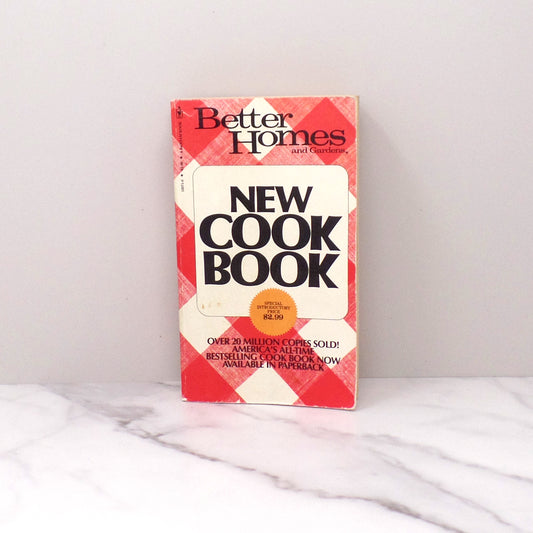 Better
Homes
and Gardens®
NEW
COOK
BOOK
SPECIAL
INTRODUCTORY
PRICE
$2.99
OVER 20 MILLION COPIES SOLD!
AMERICA'S ALL-TIME
BESTSELLING COOK BOOK NOW
AVAILABLE IN PAPERBACK